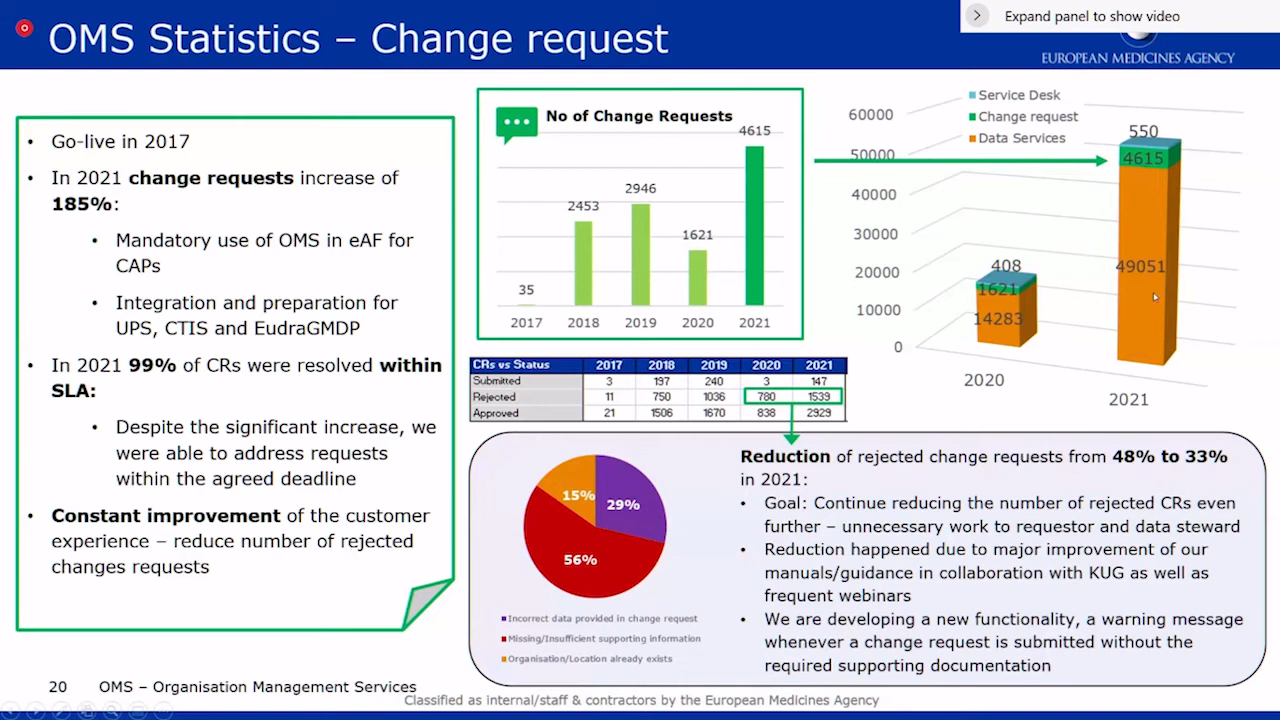 Expand panel to show video
OMS Statistics – Change request
EUROPEAN MEDICINES AGENCY
• Go-live in 2017
• In 2021 change requests increase of
185%:
• Mandatory use of OMS in eAF for
CAPs
• Integration and preparation for
UPS, CTIS and EudraGMDP
• In 2021 99% of CRs were resolved within
SLA:
• Despite the significant increase, we
were able to address requests
within the agreed deadline
• Constant improvement of the customer
experience – reduce number of rejected
changes requests
No of Change Requests
4615
2946
2453
1621
35
2017 2018 2019 2020 2021
Service Desk
Change request
Data Services
60000
50000
40000
30000
20000
10000
0
408
1621
14283
2020
550
4615
49051
2021
CRs vs Status 2017 2018 2019 2020 2021
Submitted 3 197 240 3 147
Rejected 11 750 1036 780 1539
Approved 21 1506 1670 838 2929
15%
29%
56%
Incorrect data provided in change request
Missing/Insufficient supporting information
Organisation/Location already exists
Reduction of rejected change requests from 48% to 33%
in 2021:
• Goal: Continue reducing the number of rejected CRs even
further – unnecessary work to requestor and data steward
• Reduction happened due to major improvement of our
manuals/guidance in collaboration with KUG as well as
frequent webinars
• We are developing a new functionality, a warning message
whenever a change request is submitted without the
required supporting documentation
20 OMS – Organisation Management Services
Classified as internal/staff & contractors by the European Medicines Agency